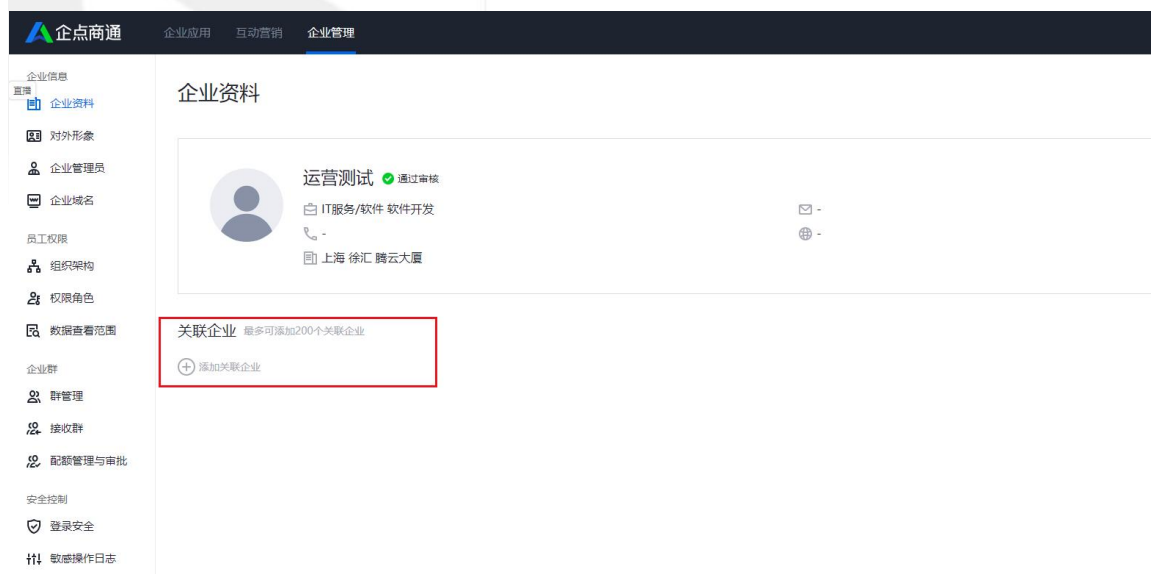 企点商通 企业应用 互动营销 企业管理
企业信息
直播
企业资料
对外形象
企业管理员
企业域名
员工权限
组织架构
权限角色
数据查看范围
企业群
群管理
接收群
配额管理与审批
安全控制
登录安全
敏感操作日志
企业资料
运营测试 通过审核
IT服务/软件 软件开发
-
-
-
上海 徐汇 腾云大厦
关联企业 最多可添加200个关联企业
添加关联企业